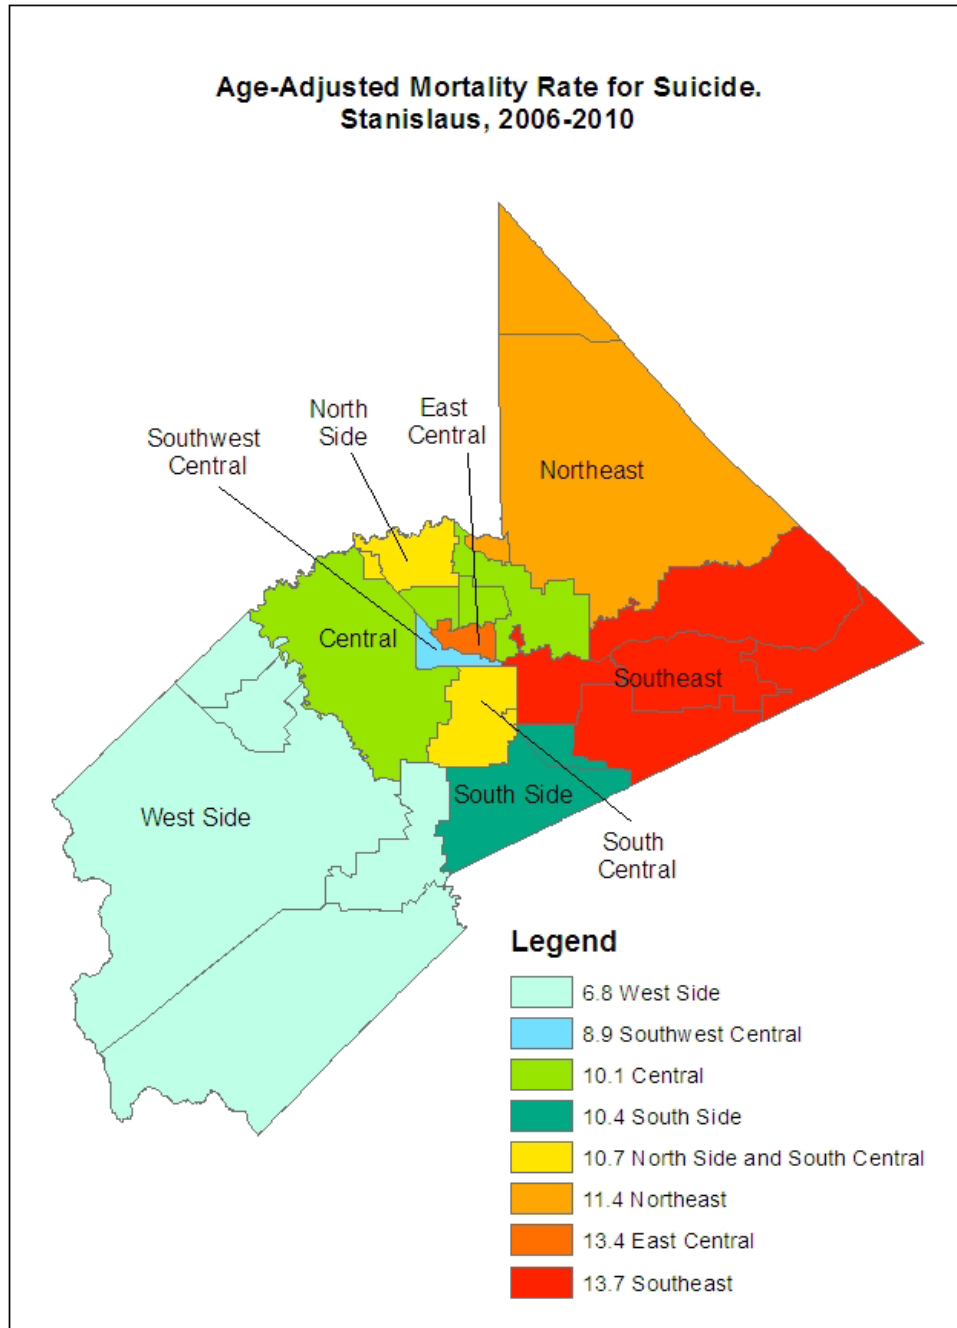 Age-Adjusted Mortality Rate for Suicide.
Stanislaus, 2006-2010
North
Side
East
Central
Southwest
Central
Northeast
Central
Southeast
West Side
South Side
South
Central
Legend
6.8 West Side
8.9 Southwest Central
10.1 Central
10.4 South Side
10.7 North Side and South Central
11.4 Northeast
13.4 East Central
13.7 Southeast